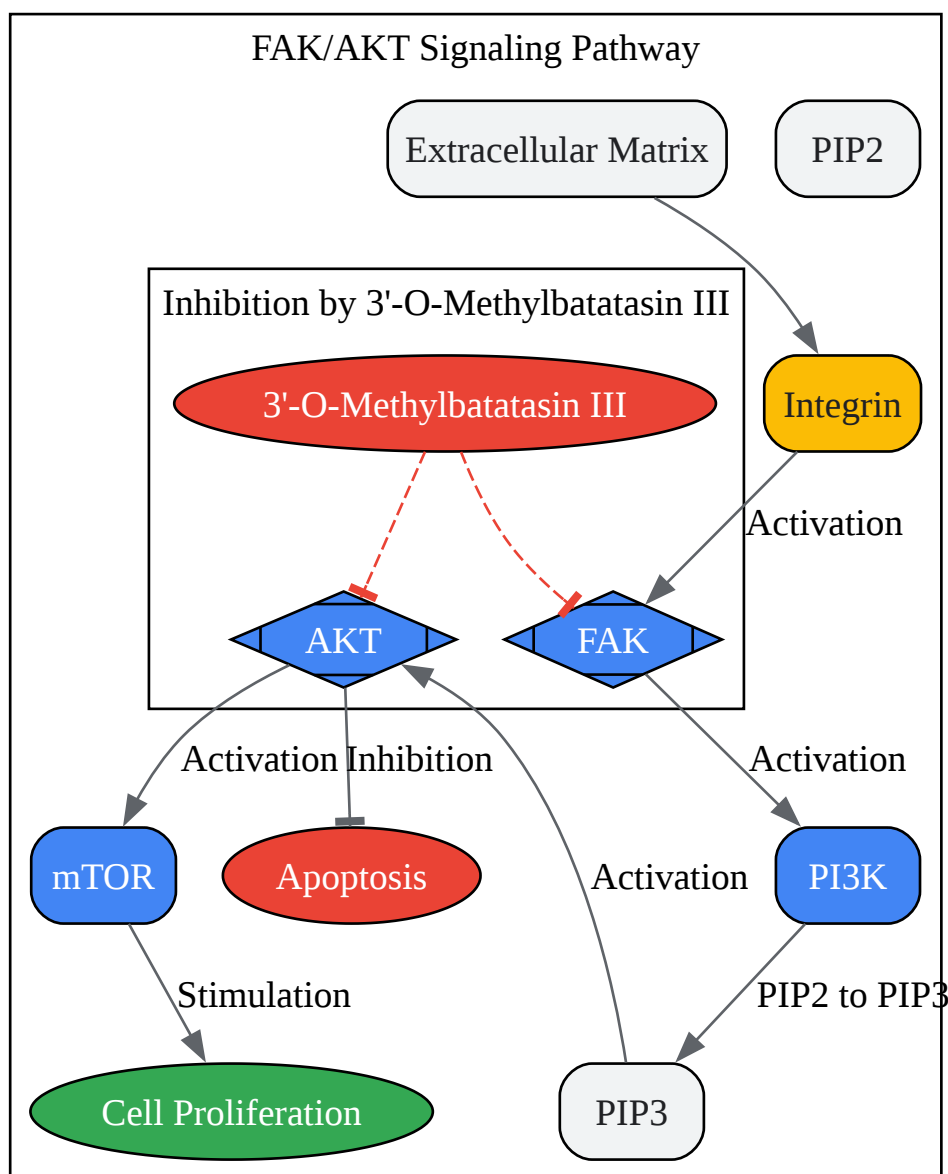 FAK/AKT Signaling Pathway
Extracellular Matrix
PIP2
Inhibition by 3'-O-Methylbatatasin III
3'-O-Methylbatatasin III
Integrin
Activation
AKT
FAK
Activation
Inhibition
Activation
mTOR
Apoptosis
Activation
PI3K
Stimulation
PIP2 to PIP3
Cell Proliferation
PIP3